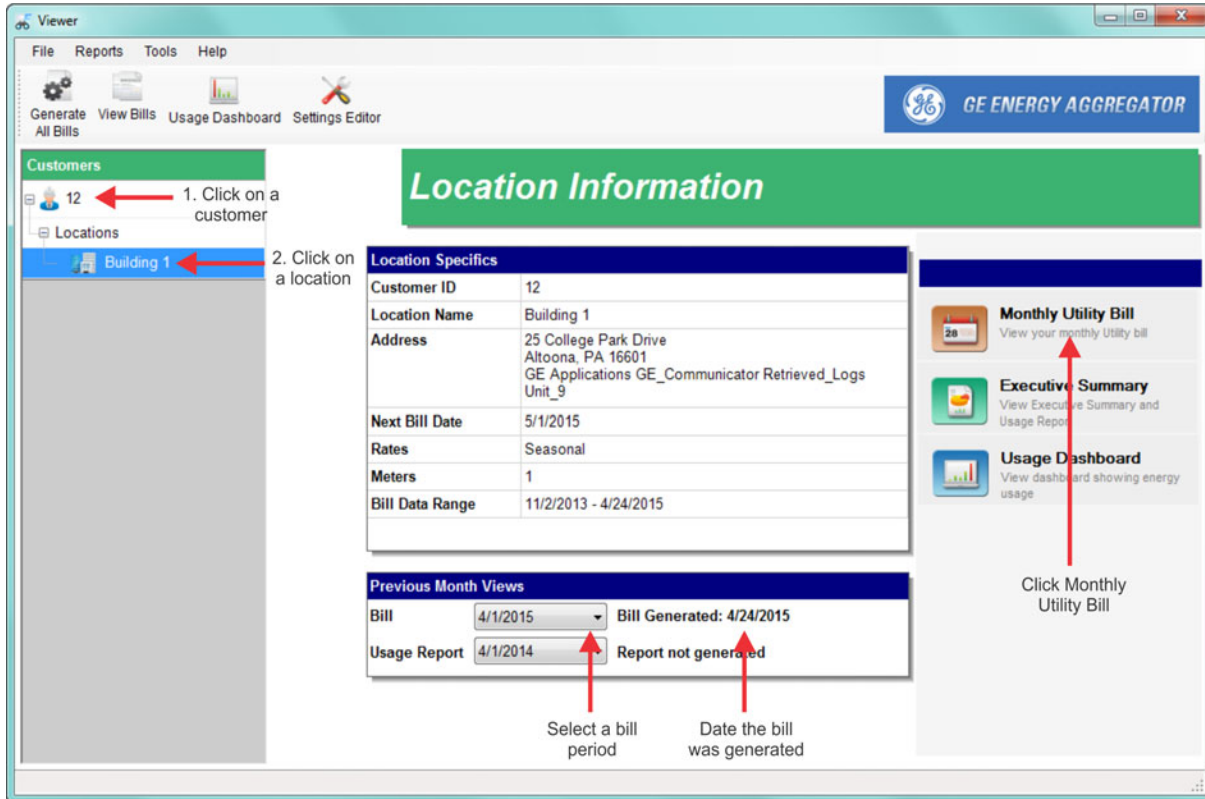 Viewer
File Reports Tools Help
Generate All Bills
View Bills
Usage Dashboard
Settings Editor
GE
GE ENERGY AGGREGATOR
Customers
12
1. Click on a
customer
Locations
Building 1
2. Click on
a location
Location Information
Location Specifics
Customer ID 12
Location Name Building 1
Address 25 College Park Drive
Altoona, PA 16601
GE Applications GE_Communicator Retrieved_Logs
Unit_9
Next Bill Date 5/1/2015
Rates Seasonal
Meters 1
Bill Data Range 11/2/2013 - 4/24/2015
Previous Month Views
Bill 4/1/2015 Bill Generated: 4/24/2015
Usage Report 4/1/2014 Report not generated
Select a bill
period
Date the bill
was generated
28
Monthly Utility Bill
View your monthly Utility bill
Executive Summary
View Executive Summary and
Usage Report
Usage Dashboard
View dashboard showing energy
usage
Click Monthly
Utility Bill